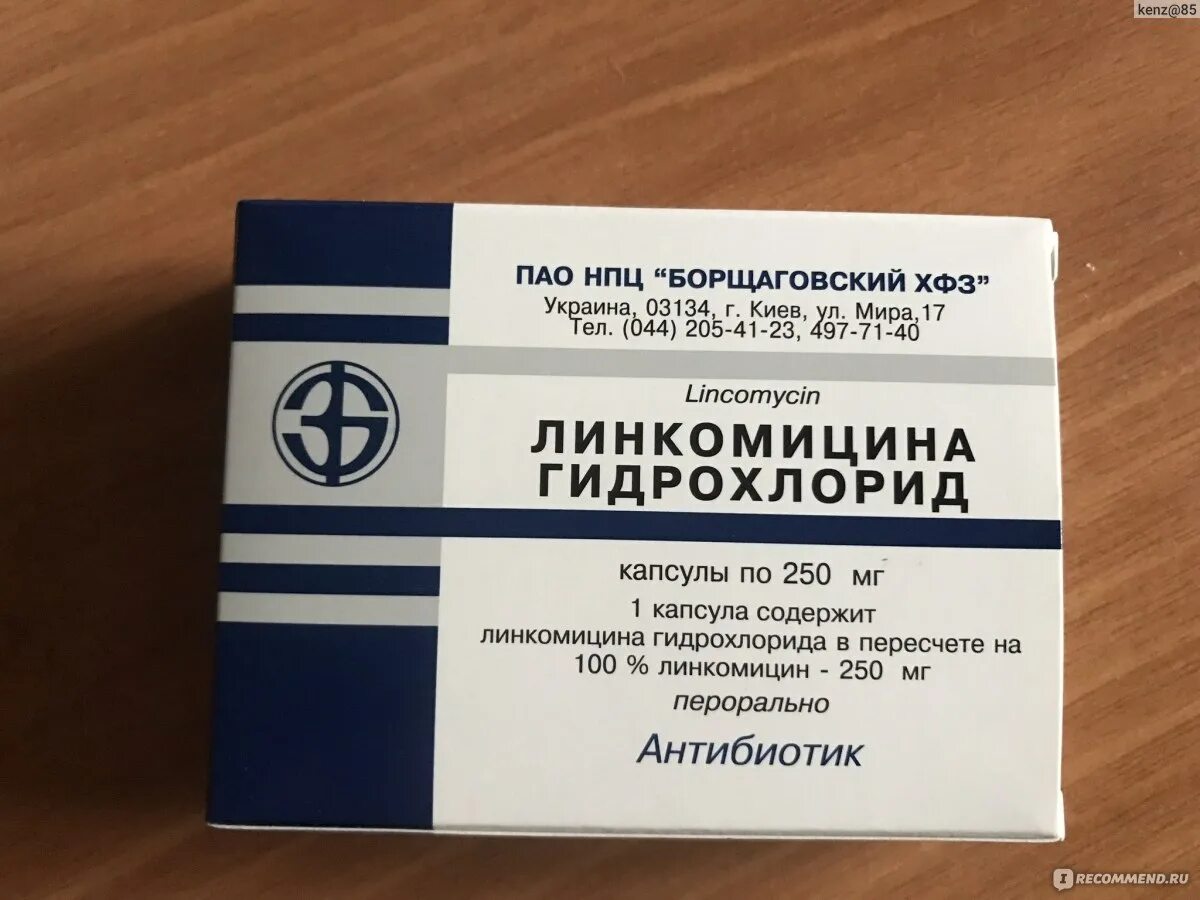 kenz@85
ПАО НПЦ “БОРЩАГОВСКИЙ ХФЗ”
Украина, 03134, г. Киев, ул. Мира,17
Тел. (044) 205-41-23, 497-71-40
Lincomycin
ЛИНКОМИЦИНА
ГИДРОХЛОРИД
капсулы по 250 мг
1 капсула содержит
линкомицина гидрохлорида в пересчете на
100 % линкомицин - 250 мг
перорально
Антибиотик
I RECOMMEND.RU